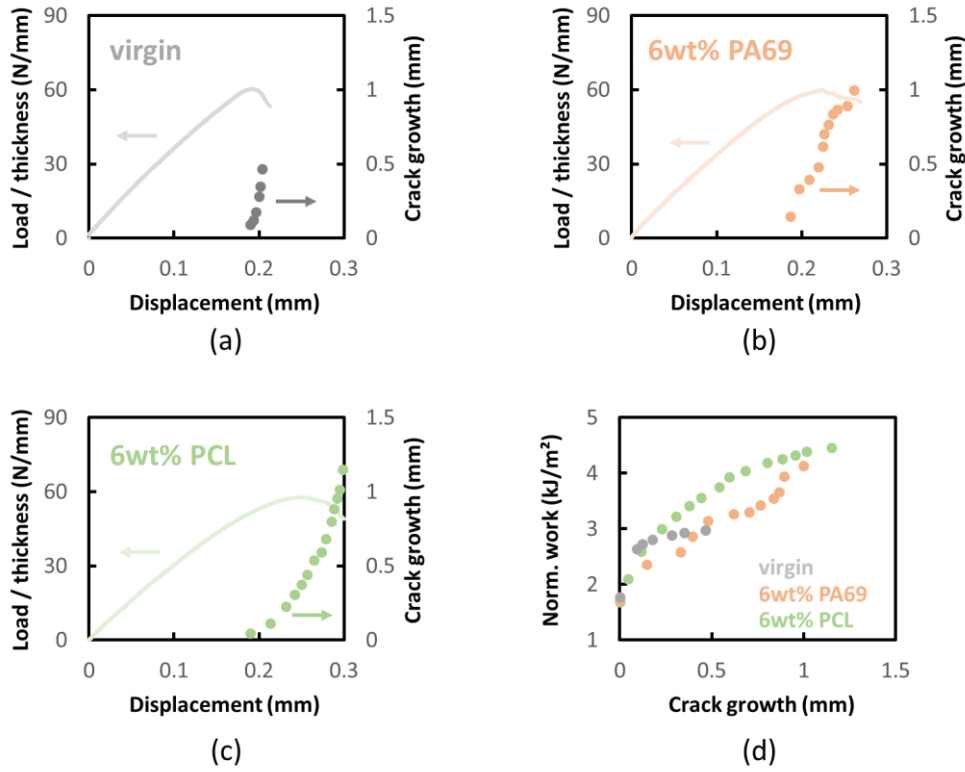 90
60
30
0
Load / thickness (N/mm)
virgin
1.5
1
0.5
0
Crack growth (mm)
0 0.1 0.2 0.3
Displacement (mm)
(a)
90
60
30
0
Load / thickness (N/mm)
6wt% PA69
1.5
1
0.5
0
Crack growth (mm)
0 0.1 0.2 0.3
Displacement (mm)
(b)
90
60
30
0
Load / thickness (N/mm)
6wt% PCL
1.5
1
0.5
0
Crack growth (mm)
0 0.1 0.2 0.3
Displacement (mm)
(c)
5
4
3
2
1
Norm. work (kJ/m²)
virgin
6wt% PA69
6wt% PCL
0 0.5 1 1.5
Crack growth (mm)
(d)